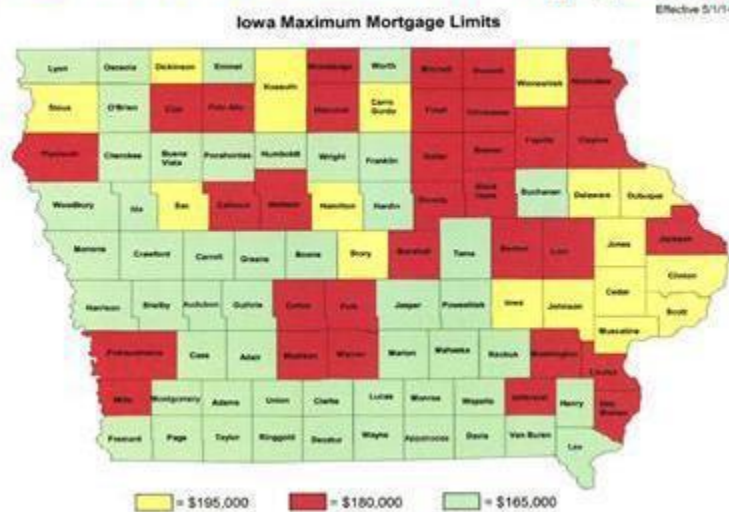 Effective 5/1/1
Iowa Maximum Mortgage Limits
Lyon Osceola Dickinson Emmet Kossuth Winnebago Worth Mitchell Howard Winneshiek Allamakee
Sioux O'Brien Clay Palo Alto Hancock Cerro Gordo Floyd Chickasaw
Plymouth Cherokee Buena Vista Pocahontas Humboldt Wright Franklin Butler Bremer Fayette Clayton
Woodbury Ida Sac Calhoun Webster Hamilton Hardin Grundy Black Hawk Buchanan Delaware Dubuque
Monona Crawford Carroll Greene Boone Story Marshall Tama Benton Linn Jones Jackson
Harrison Shelby Audubon Guthrie Dallas Polk Jasper Poweshiek Iowa Johnson Cedar Clinton
Scott
Muscatine
Pottawattamie Cass Adair Madison Warren Marion Mahaska Keokuk Washington Louisa
Mills Montgomery Adams Union Clarke Lucas Monroe Wapello Jefferson Henry Des Moines
Fremont Page Taylor Ringgold Decatur Wayne Appanoose Davis Van Buren Lee
= $195,000 = $180,000 = $165,000